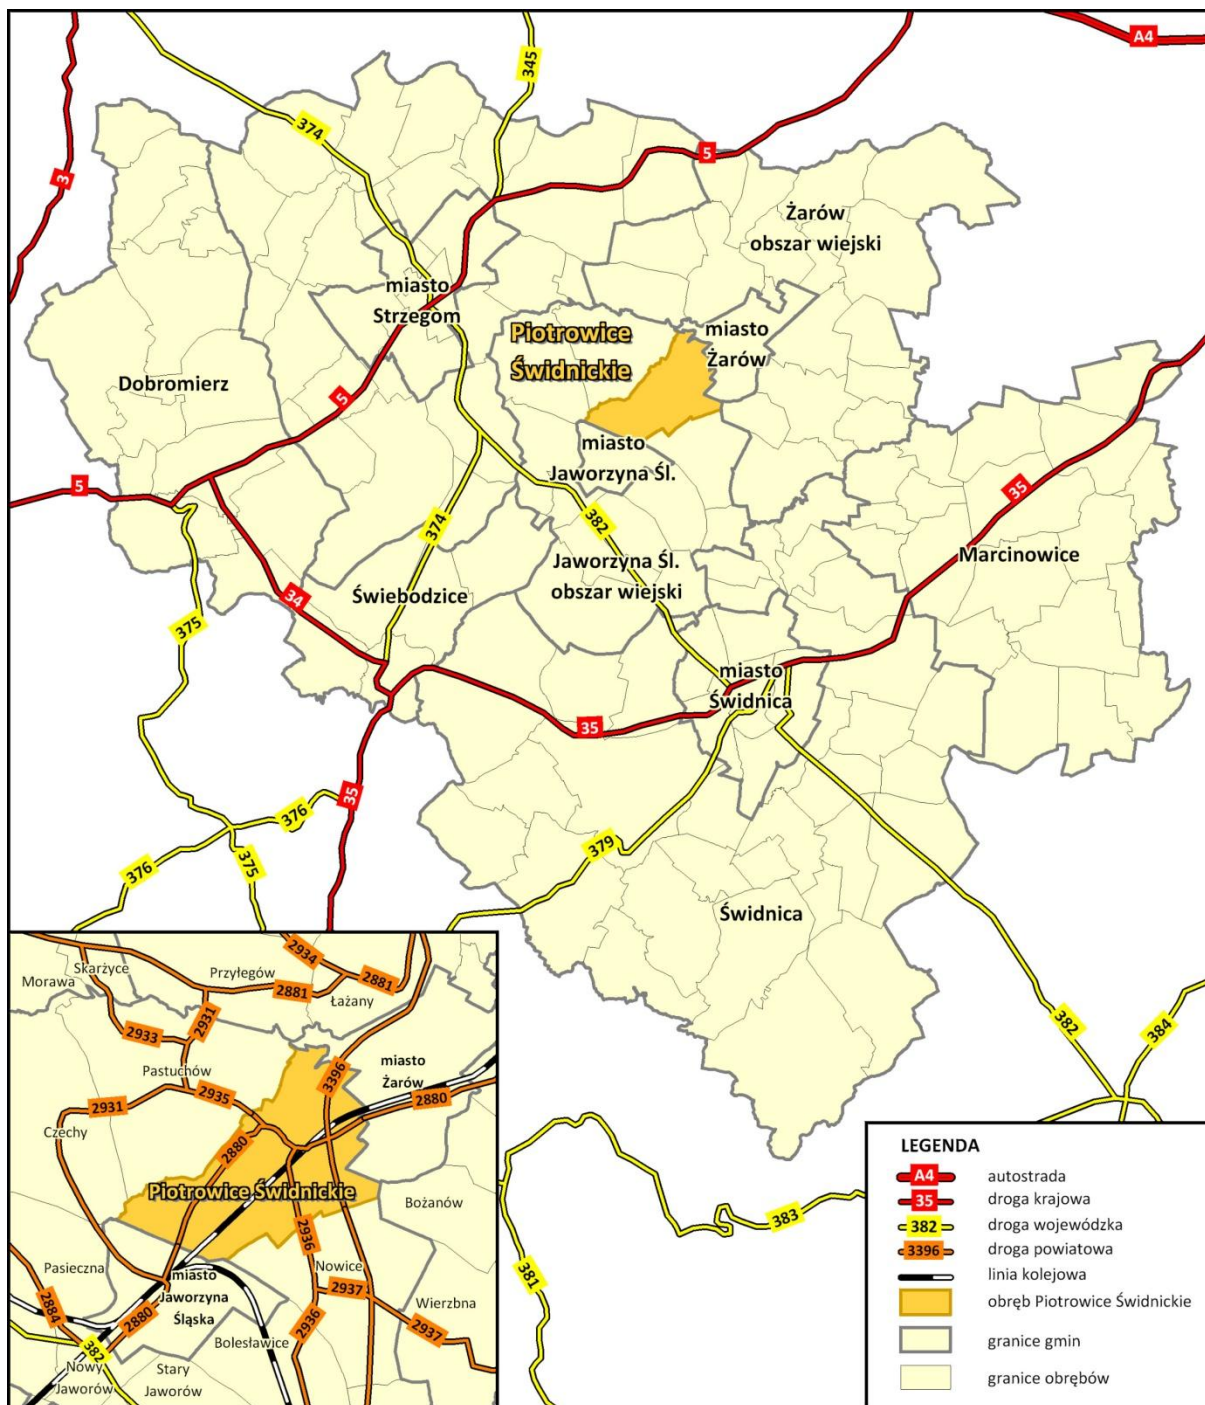 A4
345
374
3
5
Żarów
obszar wiejski
miasto
Strzegom
Piotrowice
Świdnickie
miasto
Żarów
Dobromierz
5
miasto
Jaworzyna Śl.
5
35
374
382
Marcinowice
Jaworzyna Śl.
obszar wiejski
34
Świebodzice
375
miasto
Świdnica
35
35
376
376
375
379
Świdnica
382
384
383
381
2934
Skarżyce
Przyłęgów
2881
Morawa
2881
Łażany
2931
2933
miasto
Żarów
Pastuchów
3396
2935
2880
2931
Czechy
2880
Piotrowice Świdnickie
Bożanów
2936
Pasieczna
miasto
Jaworzyna
Śląska
Nowice
2937
2884
2880
Wierzbna
2937
2936
Bolesławice
382
Nowy
Jaworów
Stary
Jaworów
LEGENDA
A4 autostrada
35 droga krajowa
382 droga wojewódzka
3396 droga powiatowa
linia kolejowa
obręb Piotrowice Świdnickie
granice gmin
granice obrębów